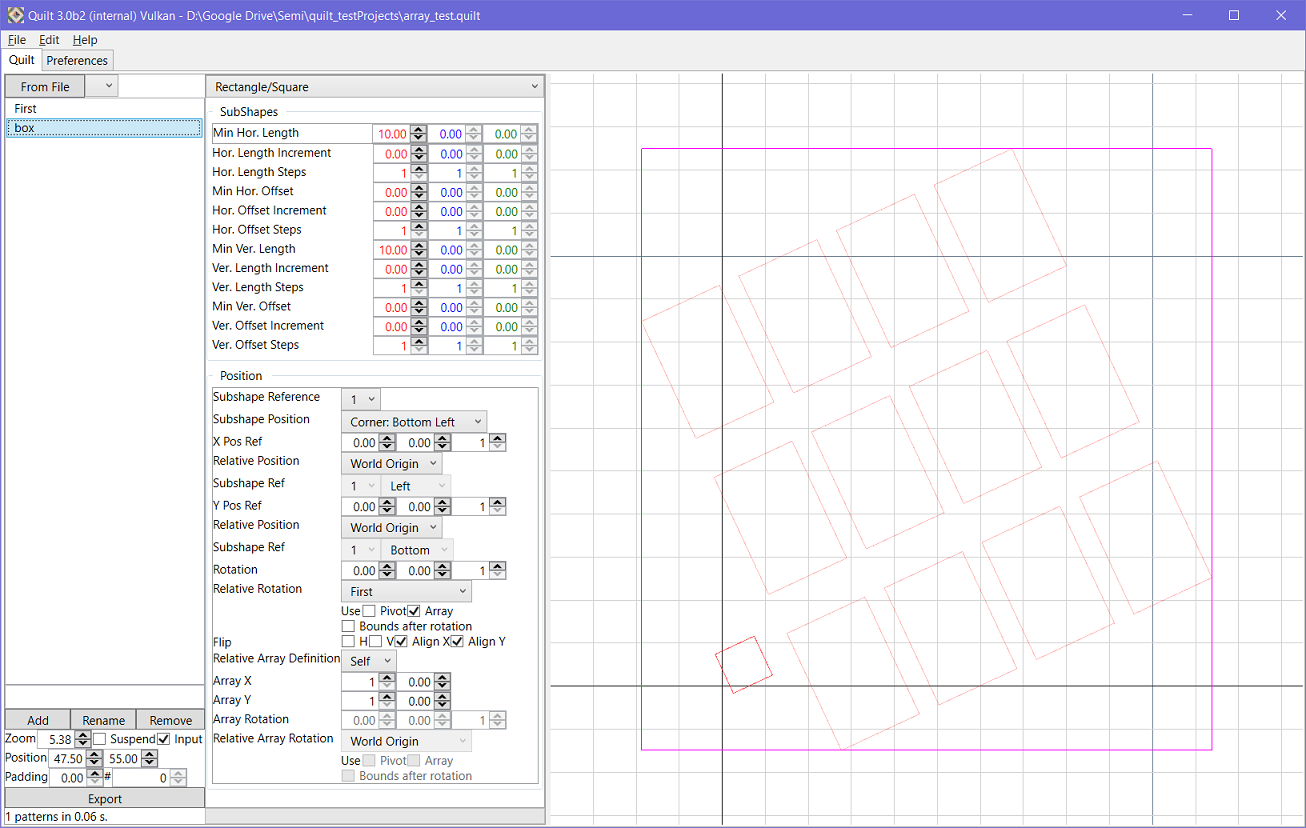 Quilt 3.0b2 (internal) Vulkan - D:\Google Drive\Semi\quilt_testProjects\array_test.quilt
File Edit Help
Quilt Preferences
From File
First
box
Rectangle/Square
SubShapes
Min Hor. Length 10.00 0.00 0.00
Hor. Length Increment 0.00 0.00 0.00
Hor. Length Steps 1 1 1
Min Hor. Offset 0.00 0.00 0.00
Hor. Offset Increment 0.00 0.00 0.00
Hor. Offset Steps 1 1 1
Min Ver. Length 10.00 0.00 0.00
Ver. Length Increment 0.00 0.00 0.00
Ver. Length Steps 1 1 1
Min Ver. Offset 0.00 0.00 0.00
Ver. Offset Increment 0.00 0.00 0.00
Ver. Offset Steps 1 1 1
Position
Subshape Reference 1
Subshape Position Corner: Bottom Left
X Pos Ref 0.00 0.00 1
Relative Position World Origin
Subshape Ref 1 Left
Y Pos Ref 0.00 0.00 1
Relative Position World Origin
Subshape Ref 1 Bottom
Rotation 0.00 0.00 1
Relative Rotation First
Use Pivot Array
Bounds after rotation
Flip H V Align X Align Y
Relative Array Definition Self
Array X 1 0.00
Array Y 1 0.00
Array Rotation 0.00 0.00 1
Relative Array Rotation World Origin
Use Pivot Array
Bounds after rotation
Add Rename Remove
Zoom 5.38 Suspend Input
Position 47.50 55.00
Padding 0.00 # 0
Export
1 patterns in 0.06 s.